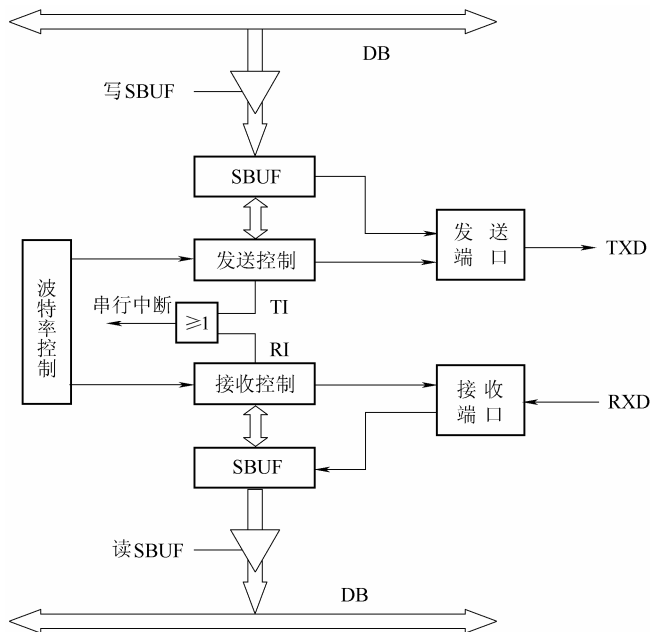 DB
写SBUF
SBUF
发送
端口
TXD
发送控制
波特率控制
串行中断
≥1
TI
RI
接收控制
接收
端口
RXD
SBUF
读SBUF
DB